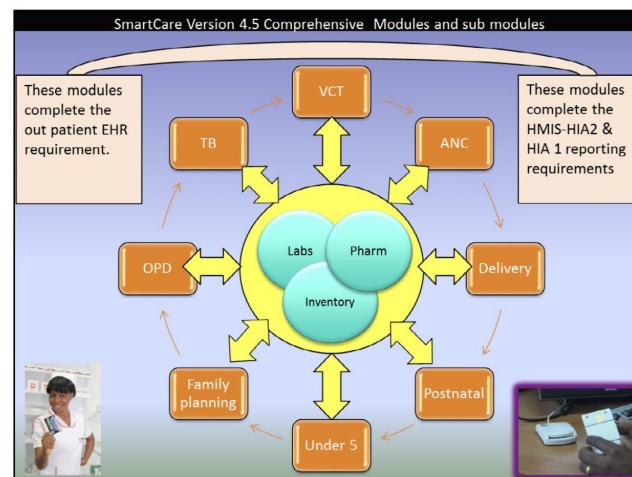 SmartCare Version 4.5 Comprehensive Modules and sub modules
These modules
complete the
out patient EHR
requirement.
These modules
complete the
HMIS-HIA2 &
HIA 1 reporting
requirements
VCT
TB
ANC
Labs
Pharm
OPD
Delivery
Inventory
Family
planning
Postnatal
Under 5